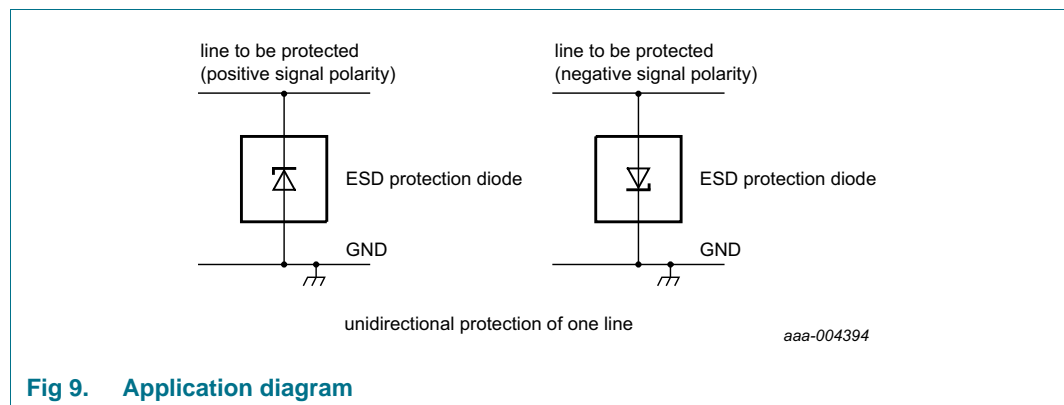 line to be protected
(positive signal polarity)
line to be protected
(negative signal polarity)
ESD protection diode
ESD protection diode
GND
GND
unidirectional protection of one line
aaa-004394
Fig 9. Application diagram